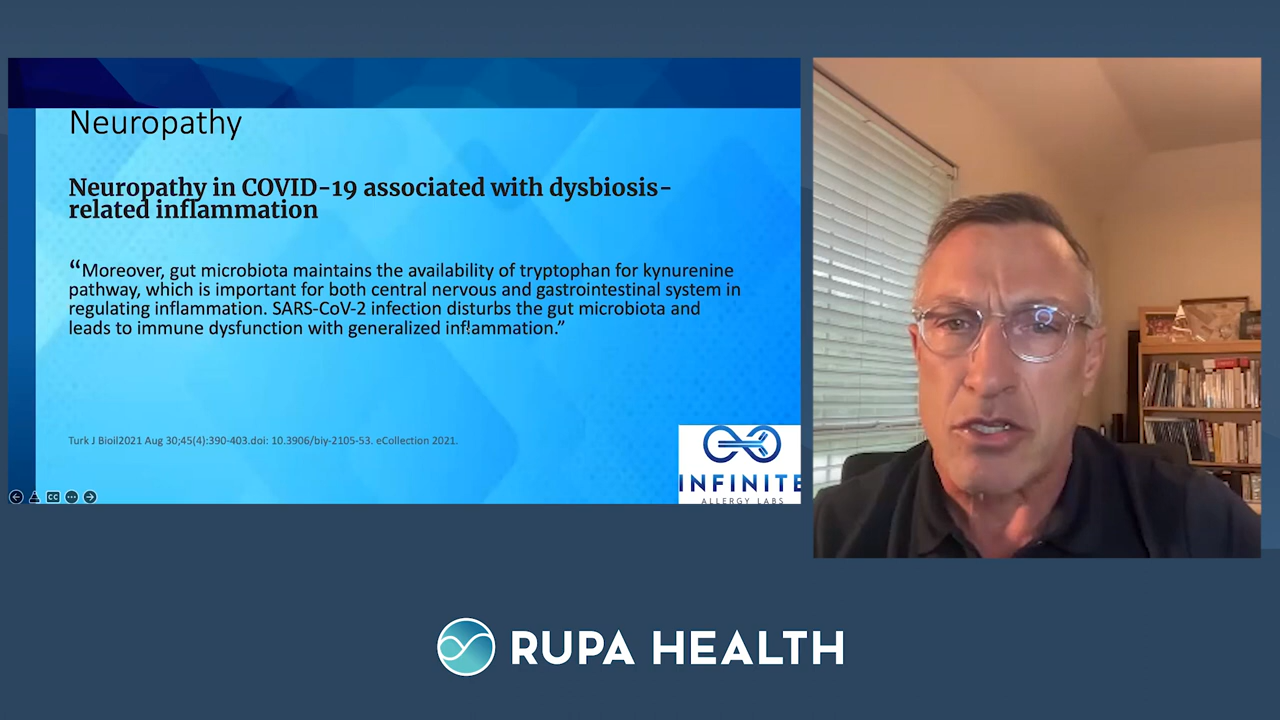 Neuropathy
Neuropathy in COVID-19 associated with dysbiosis-
related inflammation
“Moreover, gut microbiota maintains the availability of tryptophan for kynurenine
pathway, which is important for both central nervous and gastrointestinal system in
regulating inflammation. SARS-CoV-2 infection disturbs the gut microbiota and
leads to immune dysfunction with generalized inflammation.”
Turk J Bioil2021 Aug 30;45(4):390-403.doi: 10.3906/biy-2105-53. eCollection 2021.
INFINITE
ALLERGY LABS
CC
RUPA HEALTH